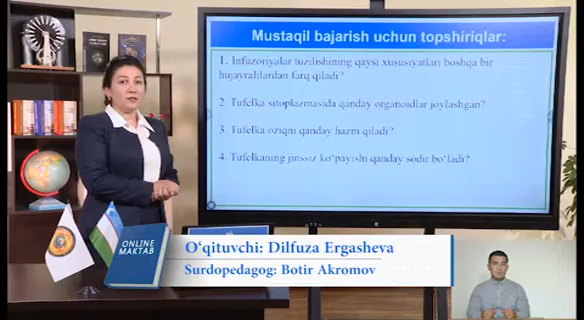 Mustaqil bajarish uchun topshiriqlar:
1. Infuzoriyalar tuzilishining qaysi xususiyatlari boshqa bir
hujayralilardan farq qiladi?
2. Tufelka sitoplazmasida qanday organoidlar joylashgan?
3. Tufelka oziqni qanday hazm qiladi?
4. Tufelkaning jinssiz ko‘payishi qanday sodir bo‘ladi?
ONLINE
MAKTAB
O‘qituvchi: Dilfuza Ergasheva
Surdopedagog: Botir Akromov